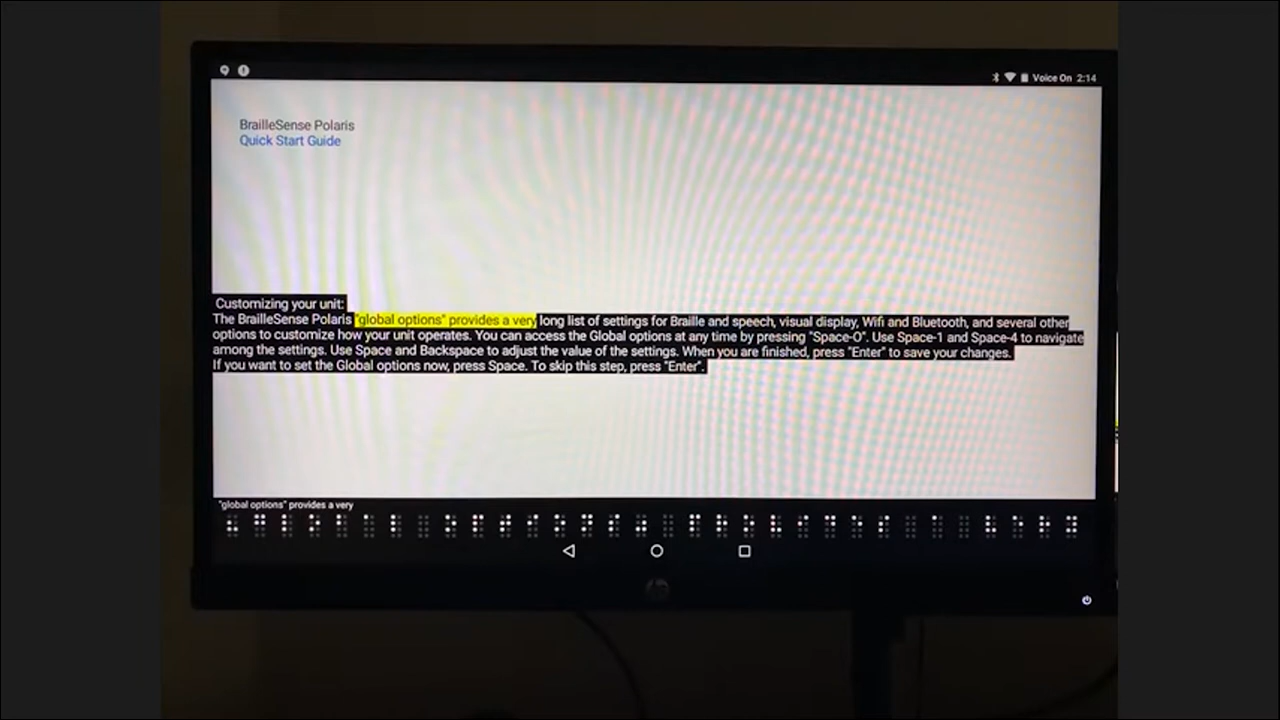 Voice On 2:14
BrailleSense Polaris
Quick Start Guide
Customizing your unit:
The BrailleSense Polaris "global options" provides a very long list of settings for Braille and speech, visual display, Wifi and Bluetooth, and several other
options to customize how your unit operates. You can access the Global options at any time by pressing "Space-O". Use Space-1 and Space-4 to navigate
among the settings. Use Space and Backspace to adjust the value of the settings. When you are finished, press "Enter" to save your changes.
If you want to set the Global options now, press Space. To skip this step, press "Enter".
"global options" provides a very
hp